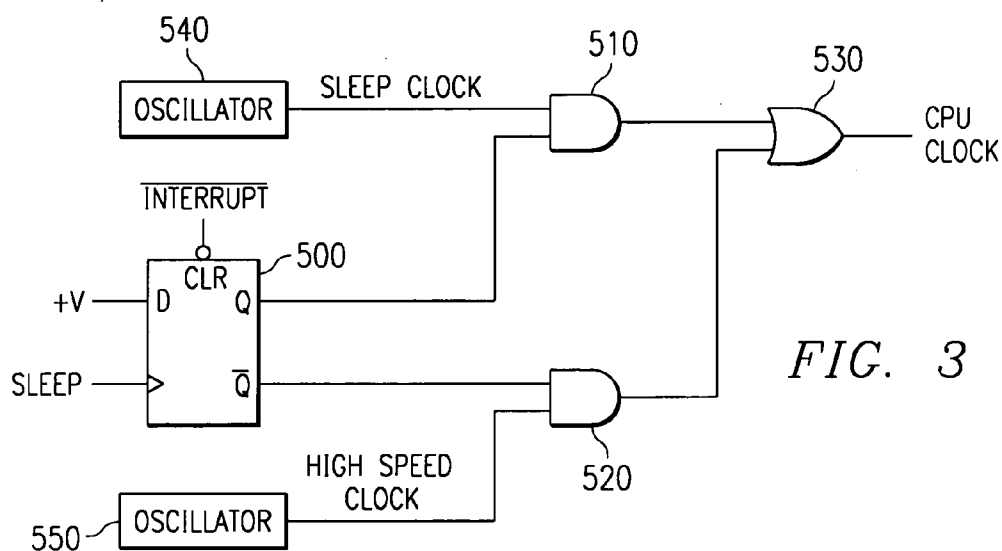 540
OSCILLATOR
SLEEP CLOCK
510
530
CPU
CLOCK
INTERRUPT
CLR
500
+V
D
Q
SLEEP
Q̅
520
HIGH SPEED
CLOCK
550
OSCILLATOR
FIG. 3